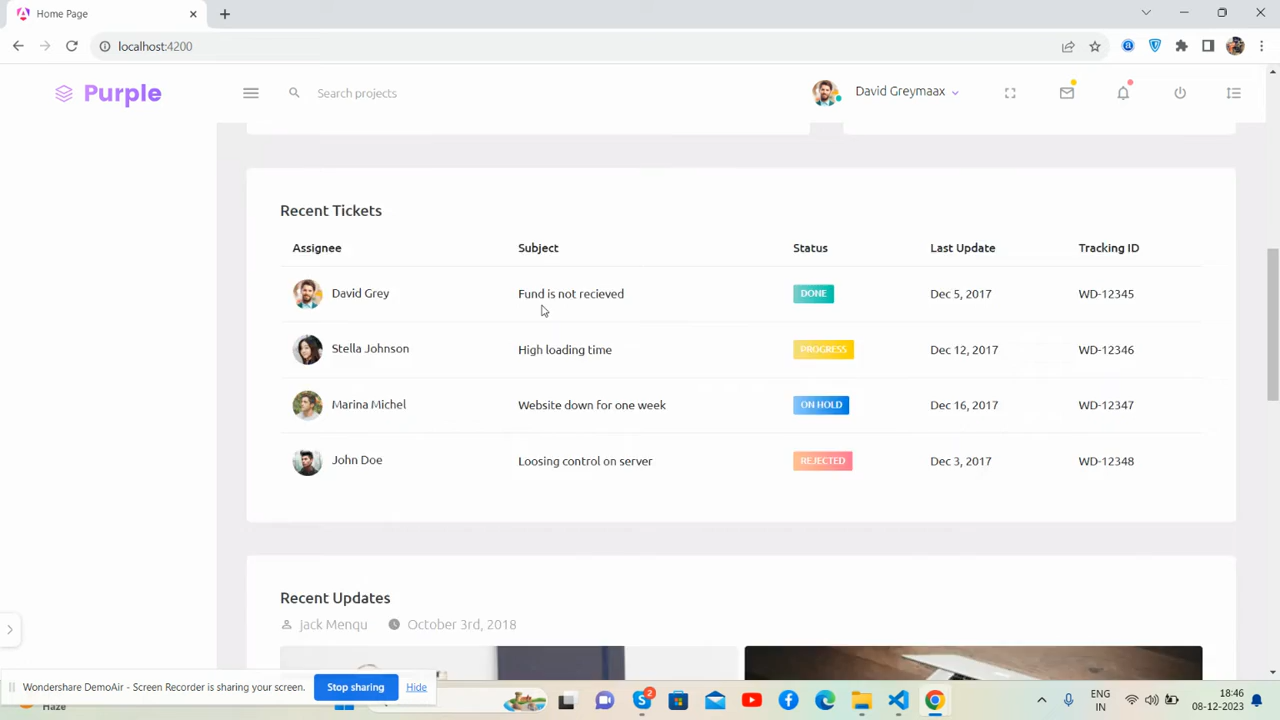 Home Page
localhost:4200
Purple
Search projects
David Greymaax
Recent Tickets
Assignee Subject Status Last Update Tracking ID
David Grey Fund is not recieved DONE Dec 5, 2017 WD-12345
Stella Johnson High loading time PROGRESS Dec 12, 2017 WD-12346
Marina Michel Website down for one week ON HOLD Dec 16, 2017 WD-12347
John Doe Loosing control on server REJECTED Dec 3, 2017 WD-12348
Recent Updates
Jack Menqu October 3rd, 2018
Wondershare DemoAir - Screen Recorder is sharing your screen. Stop sharing Hide
Haze
2
ENG
IN
18:46
08-12-2023